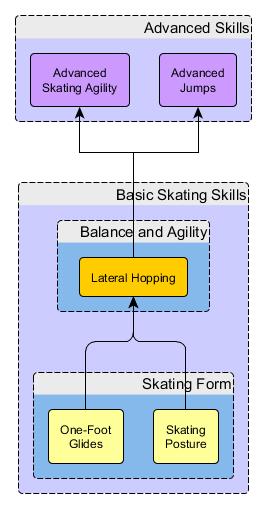 Advanced Skills
Advanced
Skating Agility
Advanced
Jumps
Basic Skating Skills
Balance and Agility
Lateral Hopping
Skating Form
One-Foot
Glides
Skating
Posture